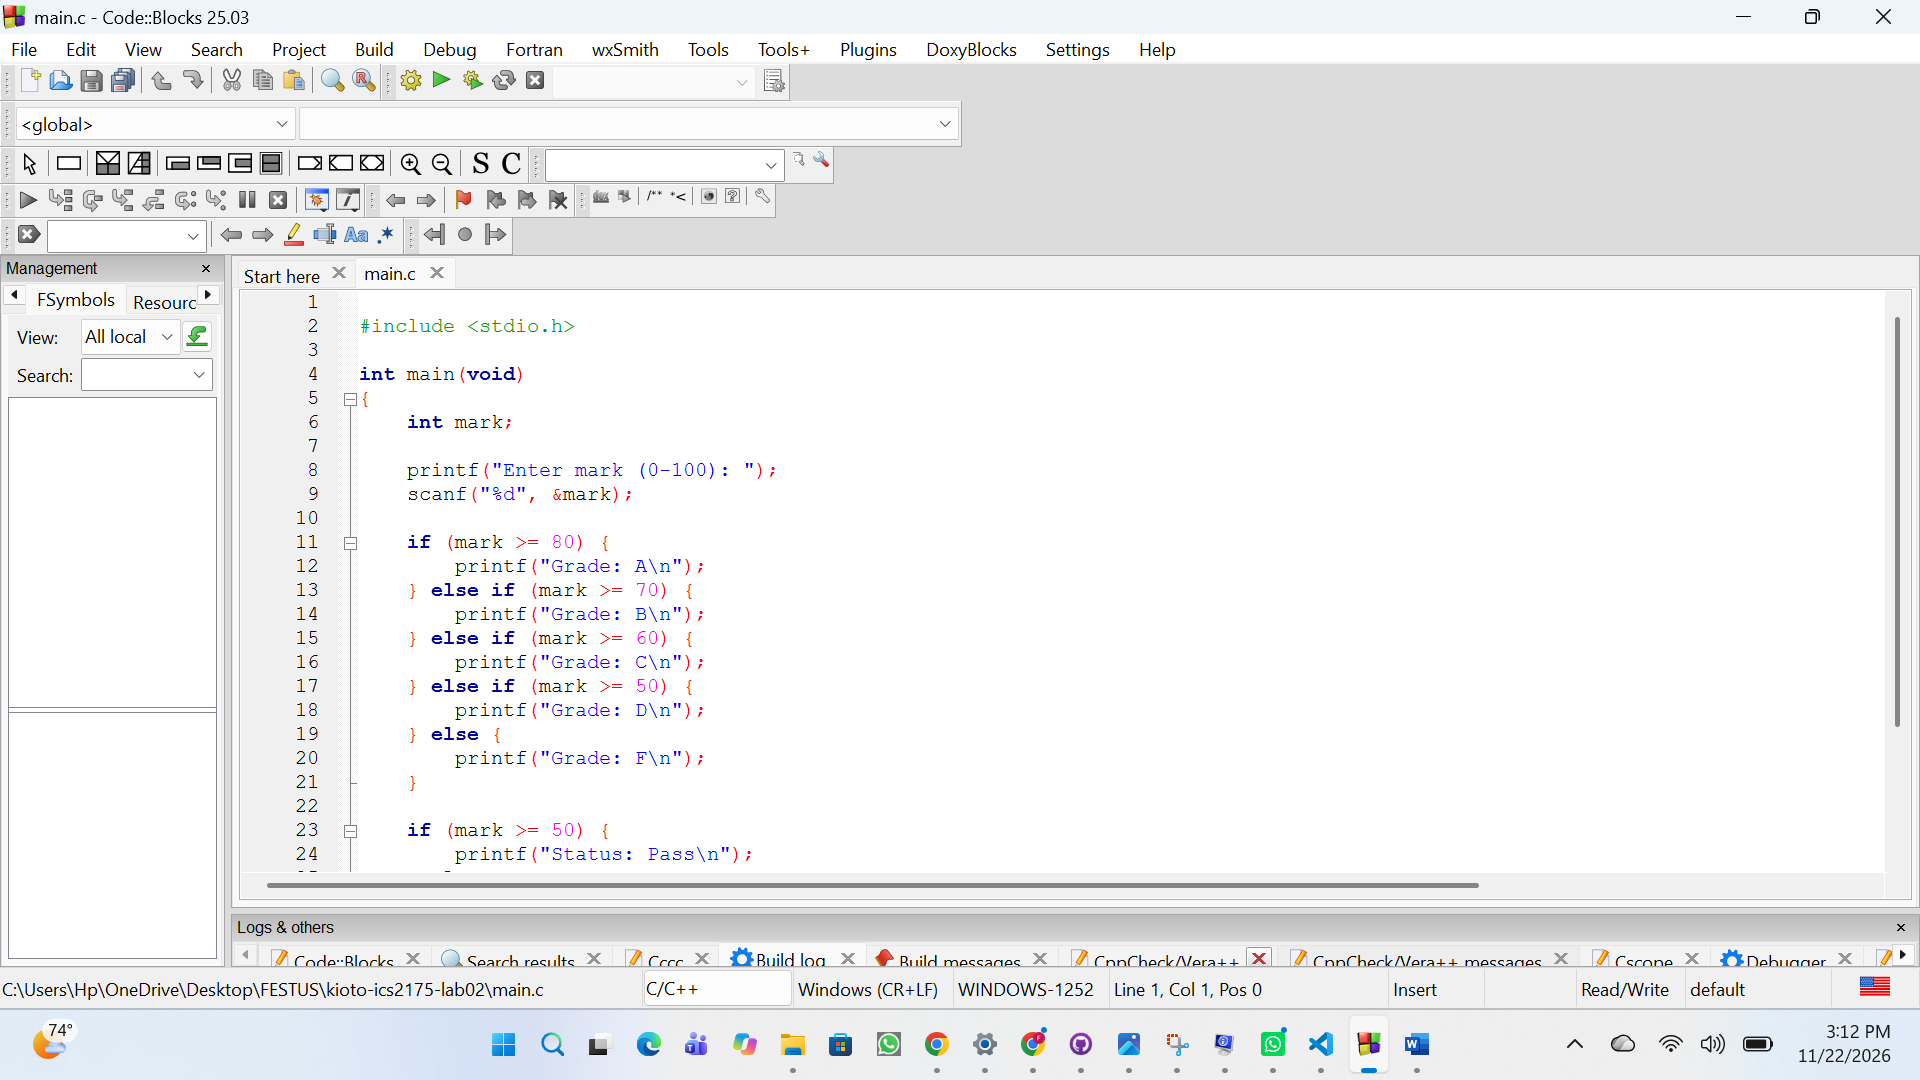 main.c - Code::Blocks 25.03
File Edit View Search Project Build Debug Fortran wxSmith Tools Tools+ Plugins DoxyBlocks Settings Help
<global>
S C
/** *<
Aa .*
Management
FSymbols Resourc
View: All local
Search:
Start here main.c
1
2 #include <stdio.h>
3
4 int main(void)
5 {
6 int mark;
7
8 printf("Enter mark (0-100): ");
9 scanf("%d", &mark);
10
11 if (mark >= 80) {
12 printf("Grade: A\n");
13 } else if (mark >= 70) {
14 printf("Grade: B\n");
15 } else if (mark >= 60) {
16 printf("Grade: C\n");
17 } else if (mark >= 50) {
18 printf("Grade: D\n");
19 } else {
20 printf("Grade: F\n");
21 }
22
23 if (mark >= 50) {
24 printf("Status: Pass\n");
Logs & others
Code::Blocks Search results Cccc Build log Build messages CppCheck/Vera++ CppCheck/Vera++ messages Cscope Debugger
C:\Users\Hp\OneDrive\Desktop\FESTUS\kioto-ics2175-lab02\main.c C/C++ Windows (CR+LF) WINDOWS-1252 Line 1, Col 1, Pos 0 Insert Read/Write default
74°
3:12 PM
11/22/2026